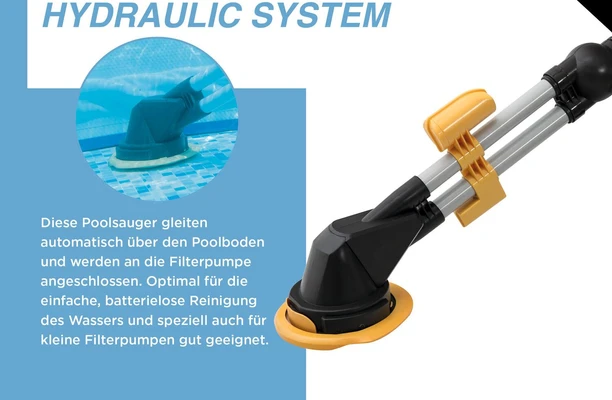 HYDRAULIC SYSTEM
Diese Poolsauger gleiten
automatisch über den Poolboden
und werden an die Filterpumpe
angeschlossen. Optimal für die
einfache, batterielose Reinigung
des Wassers und speziell auch für
kleine Filterpumpen gut geeignet.